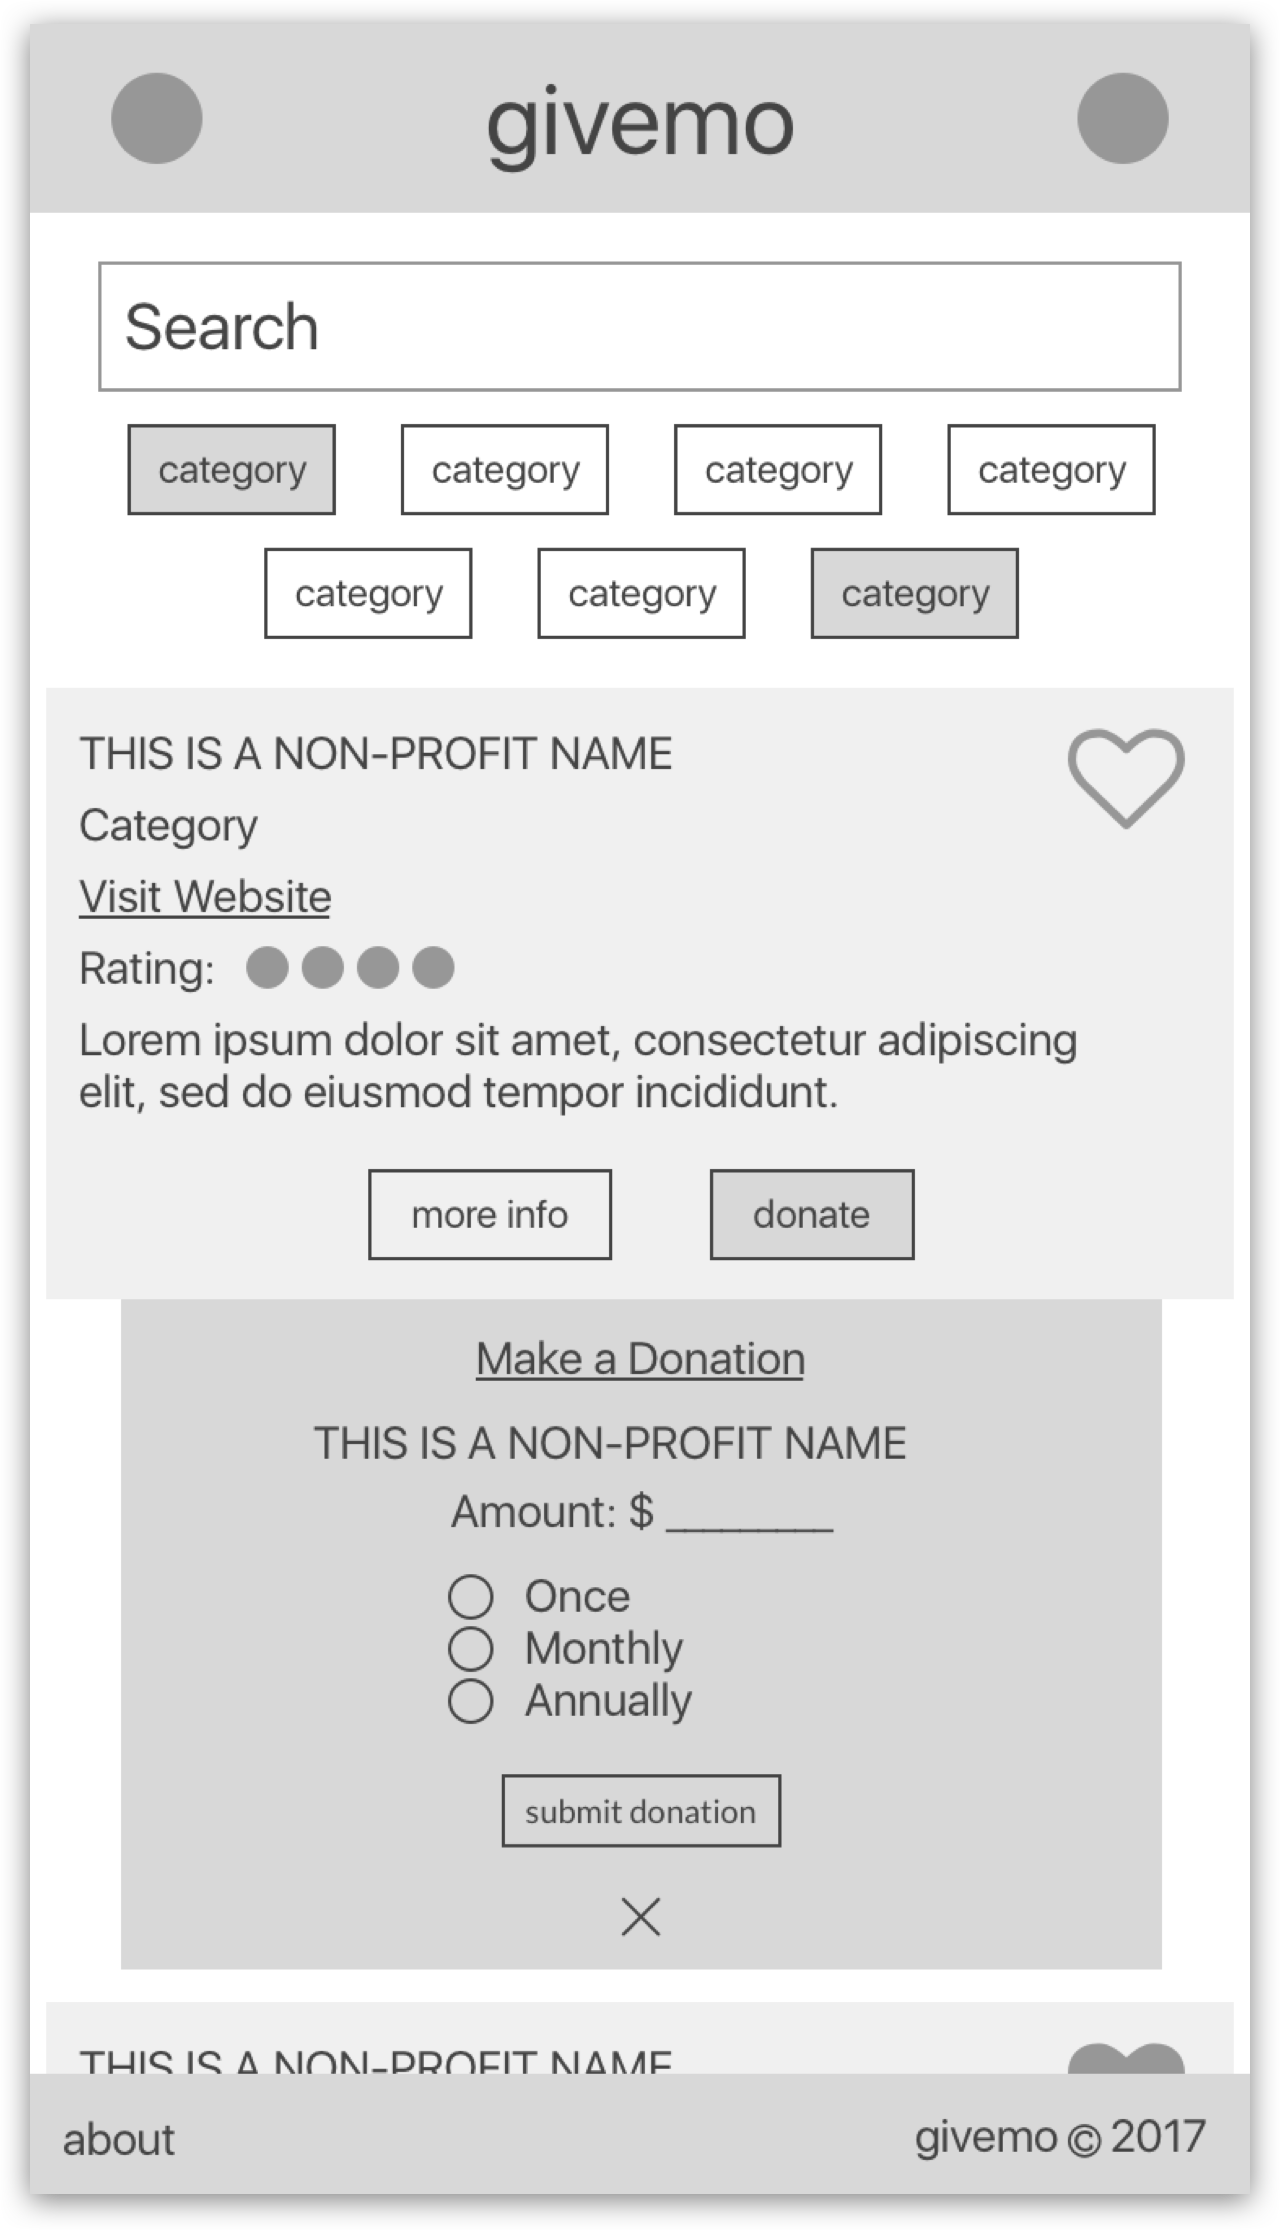 givemo
Search
category category category category
category category category
THIS IS A NON-PROFIT NAME
Category
Visit Website
Rating:
Lorem ipsum dolor sit amet, consectetur adipiscing
elit, sed do eiusmod tempor incididunt.
more info donate
Make a Donation
THIS IS A NON-PROFIT NAME
Amount: $ ________
Once
Monthly
Annually
submit donation
THIS IS A NON-PROFIT NAME
about givemo © 2017